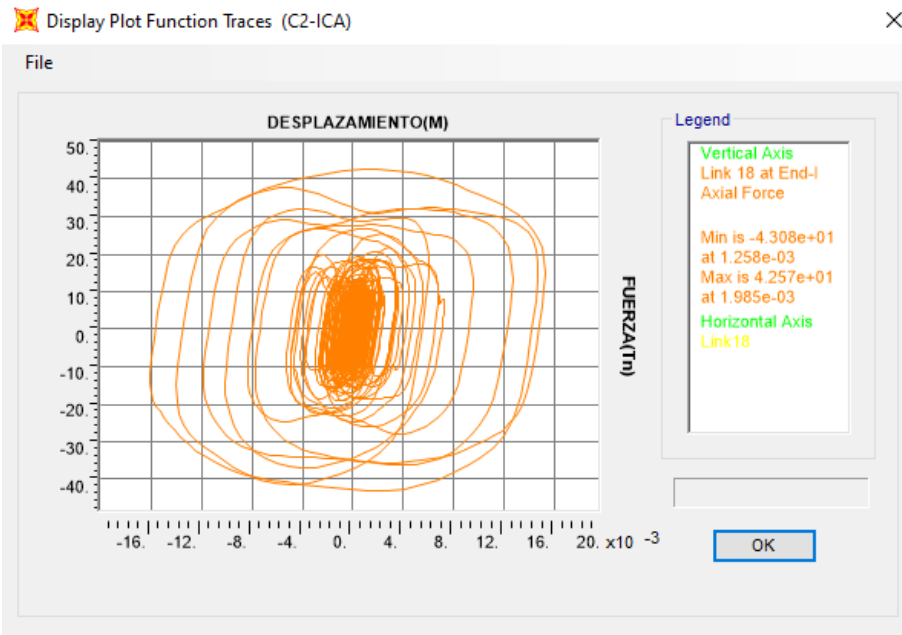 Display Plot Function Traces (C2-ICA)
File
DESPLAZAMIENTO(M)
50.
40.
30.
20.
10.
0.
-10.
-20.
-30.
-40.
-16. -12. -8. -4. 0. 4. 8. 12. 16. 20. x10 -3
FUERZA(Tn)
Legend
Vertical Axis
Link 18 at End-I
Axial Force
Min is -4.308e+01
at 1.258e-03
Max is 4.257e+01
at 1.985e-03
Horizontal Axis
Link18
OK